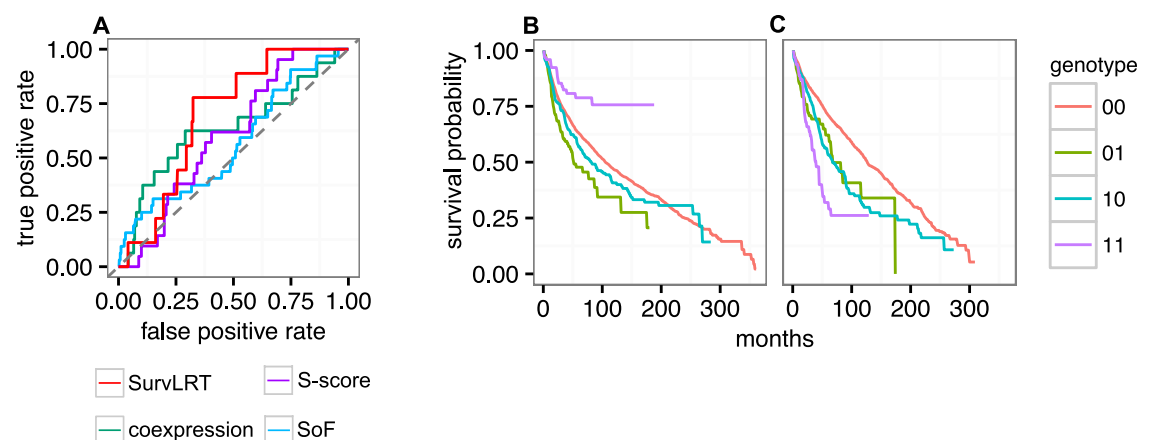 A
true positive rate
1.00
0.75
0.50
0.25
0.00
0.00 0.25 0.50 0.75 1.00
false positive rate
SurvLRT
S-score
coexpression
SoF
B
survival probability
1.00
0.75
0.50
0.25
0.00
0 100 200 300
C
0 100 200 300
months
genotype
00
01
10
11